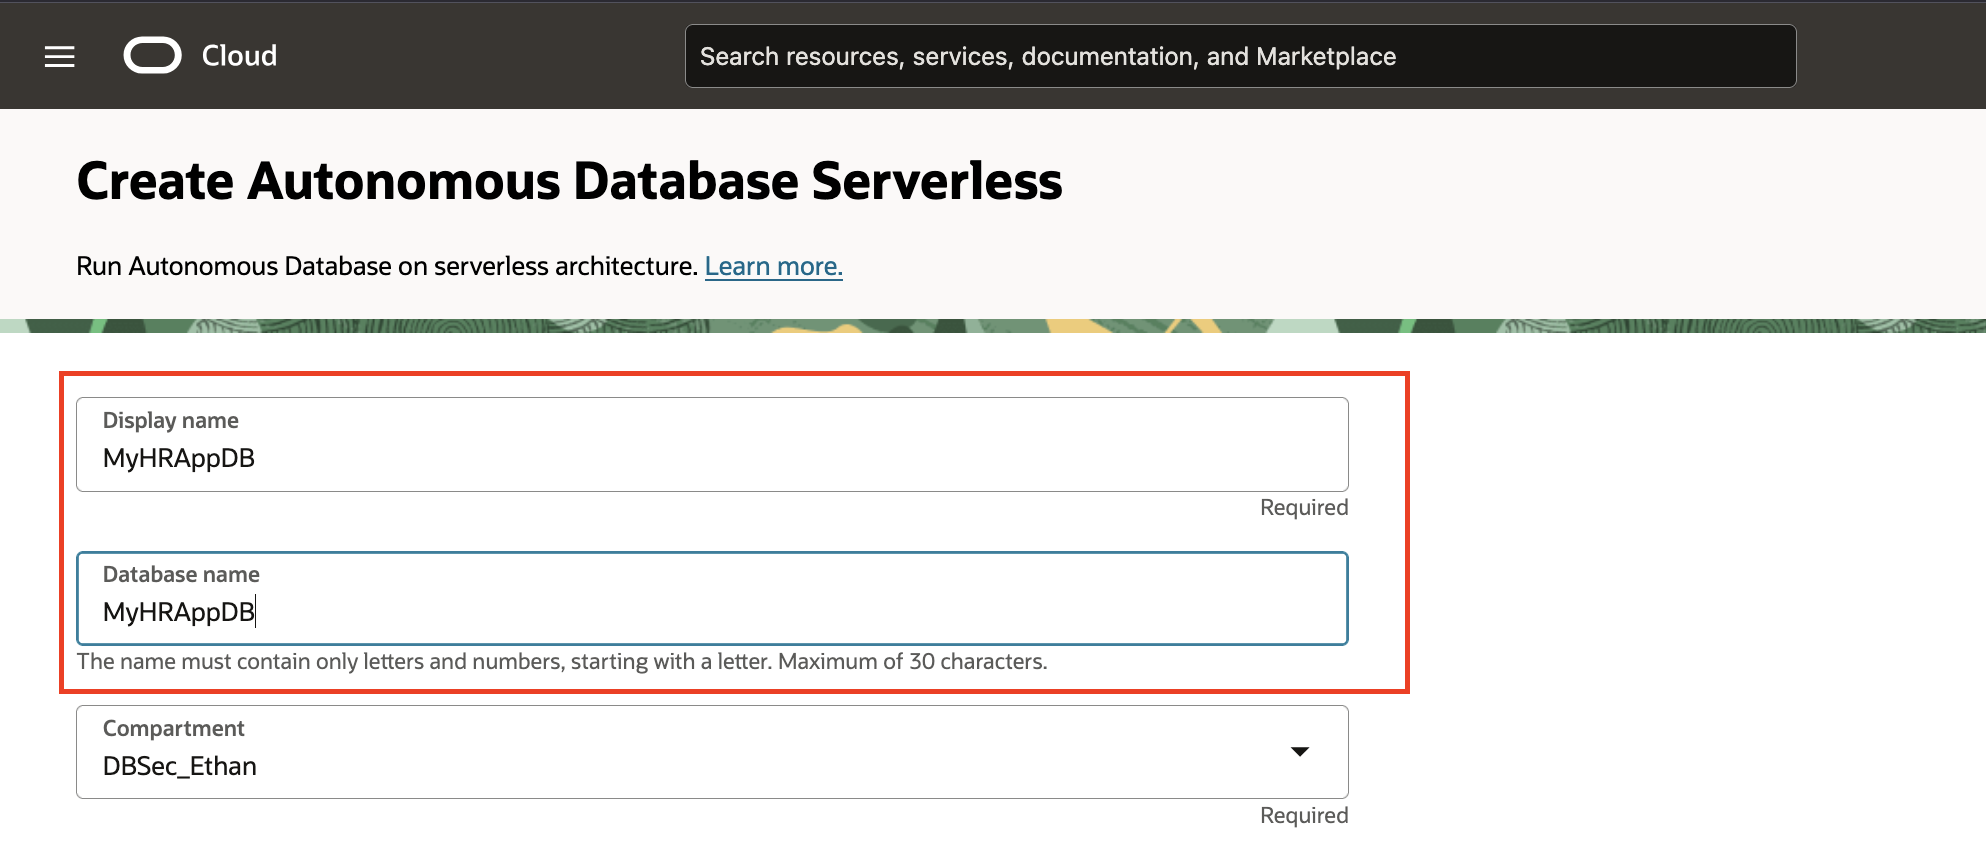 Cloud
Search resources, services, documentation, and Marketplace
Create Autonomous Database Serverless
Run Autonomous Database on serverless architecture. Learn more.
Display name
MyHRAppDB
Required
Database name
MyHRAppDB
The name must contain only letters and numbers, starting with a letter. Maximum of 30 characters.
Compartment
DBSec_Ethan
Required